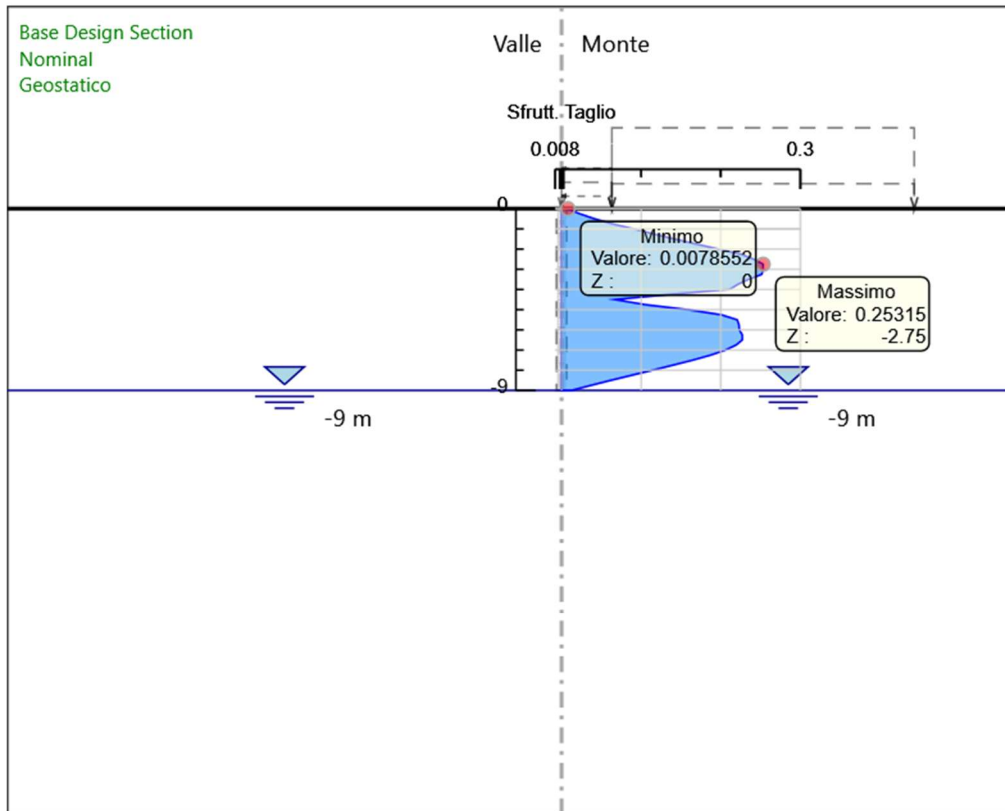 Base Design Section
Nominal
Geostatico
Valle Monte
Sfrutt. Taglio
0.008 0.3
0
Minimo
Valore: 0.0078552
Z : 0
Massimo
Valore: 0.25315
Z : -2.75
-9
-9 m -9 m